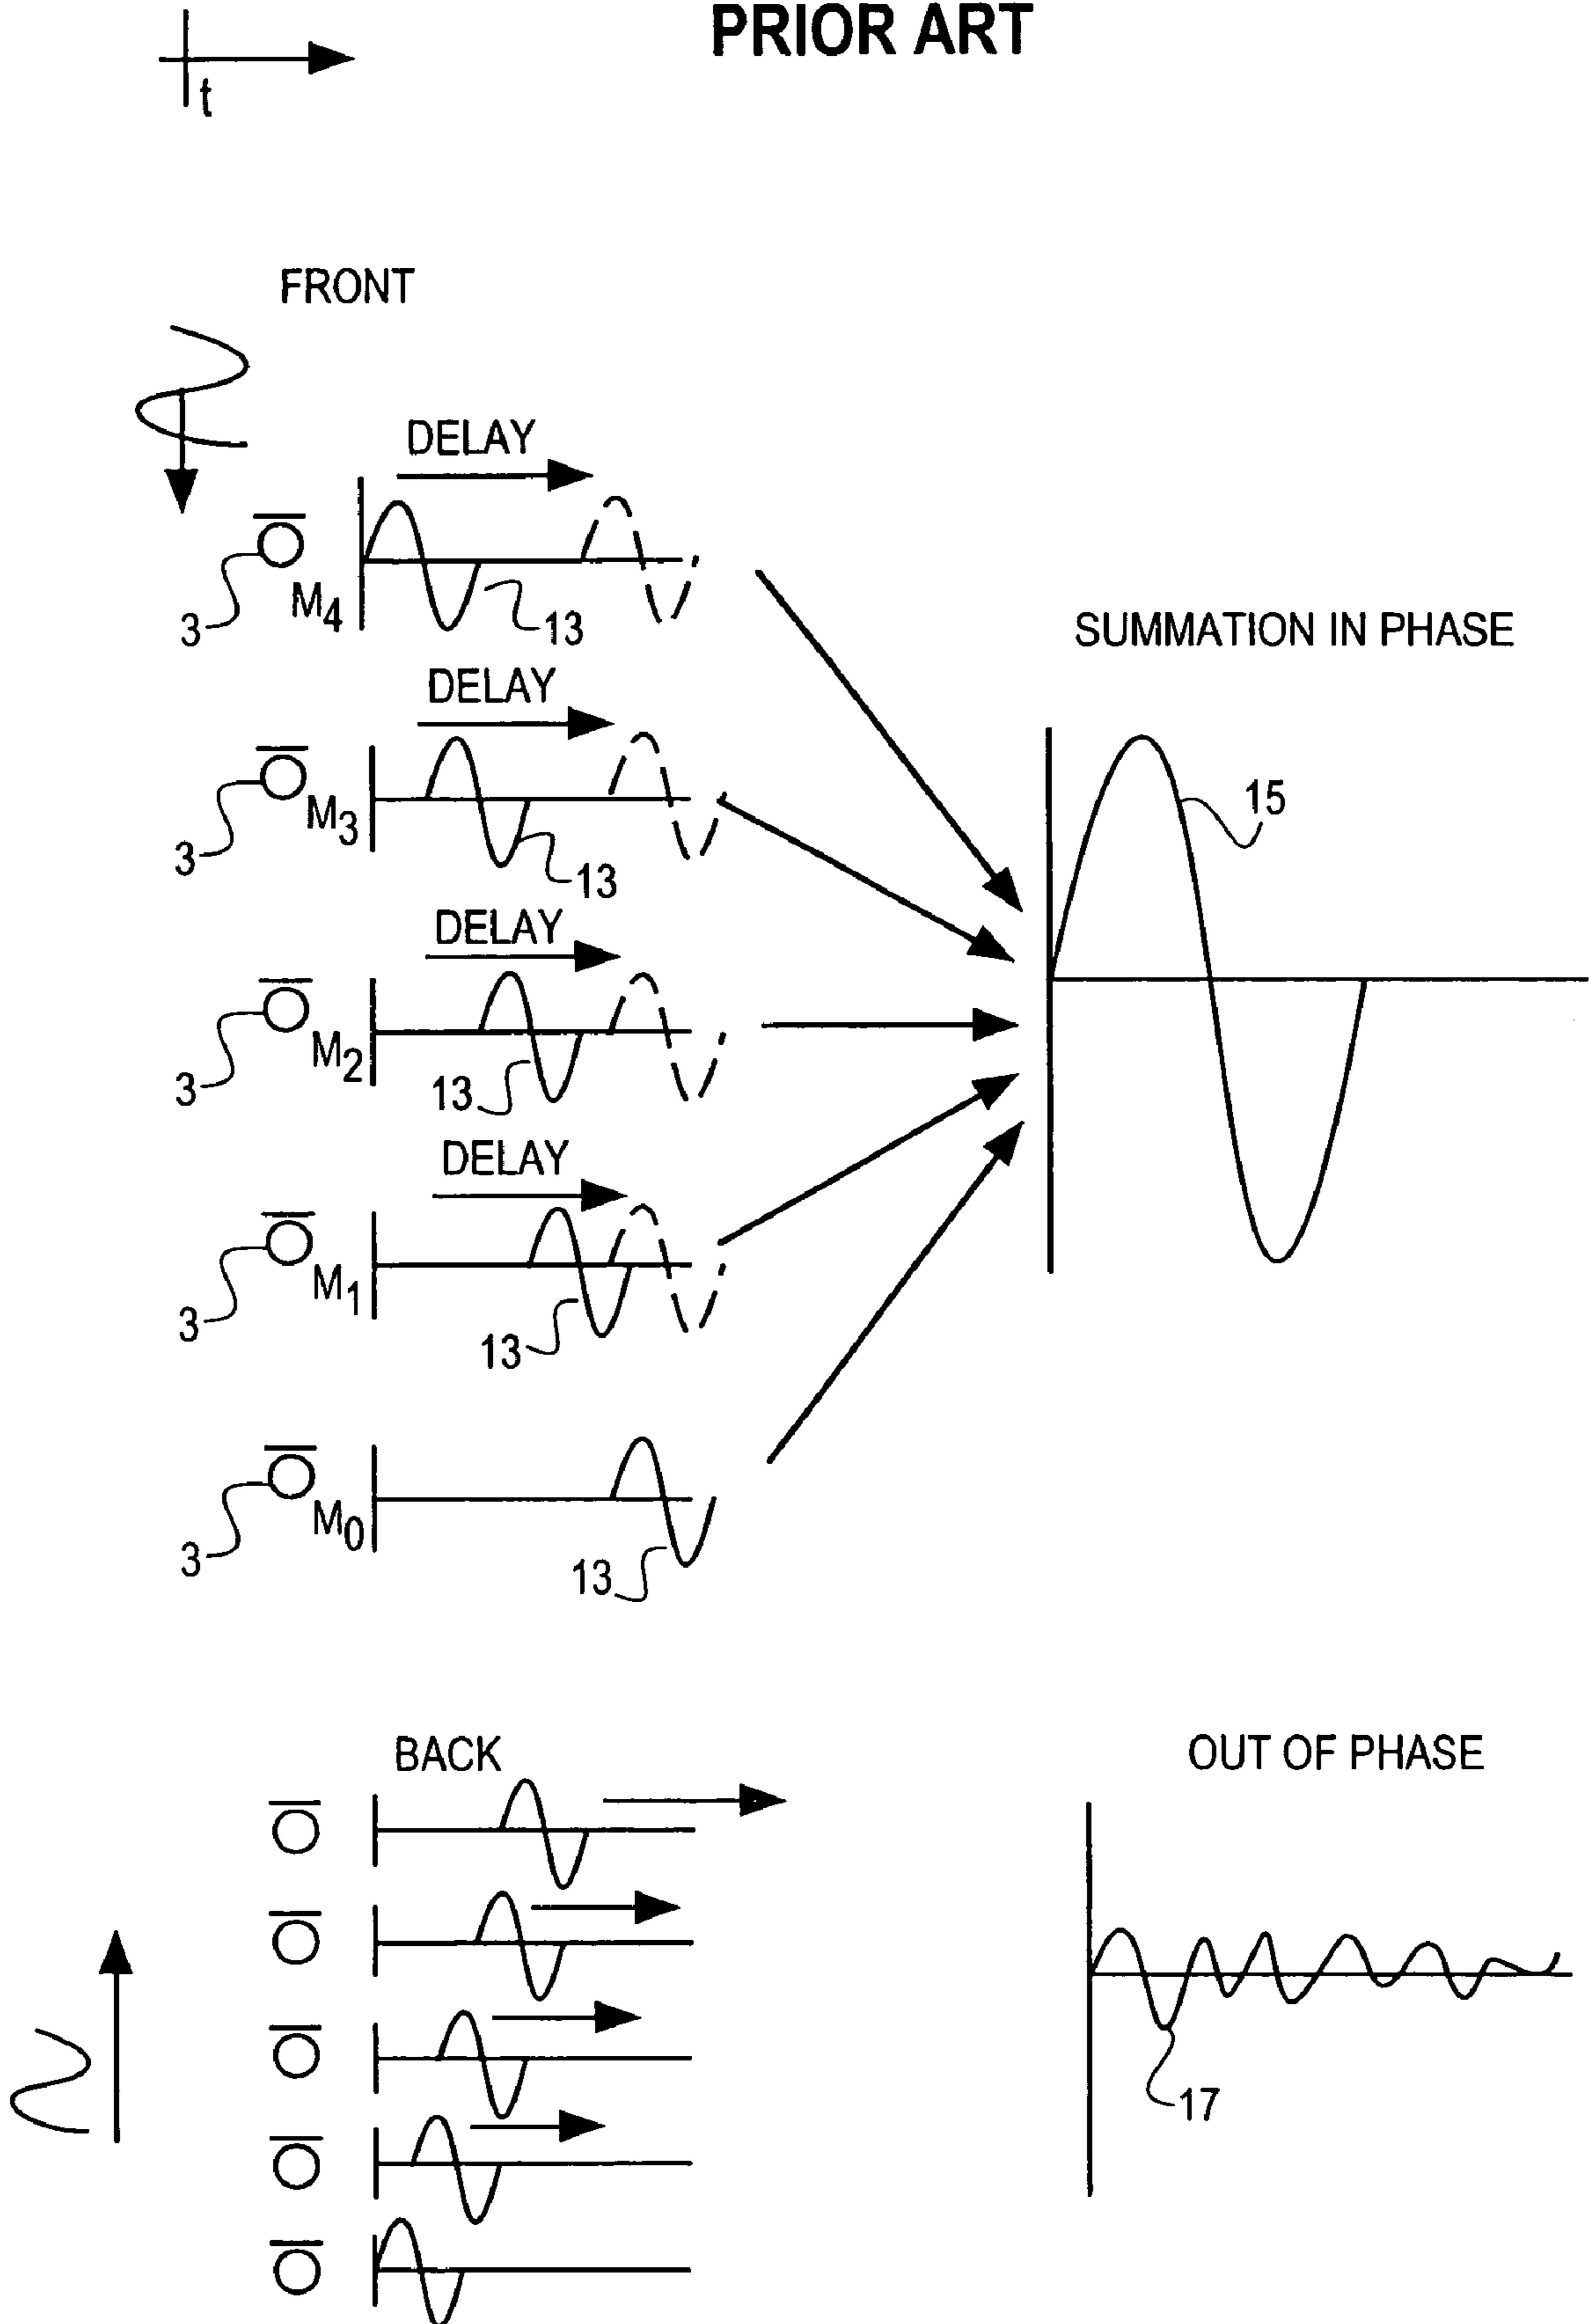 PRIOR ART
t
FRONT
DELAY
3
M4
13
SUMMATION IN PHASE
DELAY
15
3
M3
13
DELAY
3
M2
13
DELAY
3
M1
13
3
M0
13
BACK
OUT OF PHASE
17